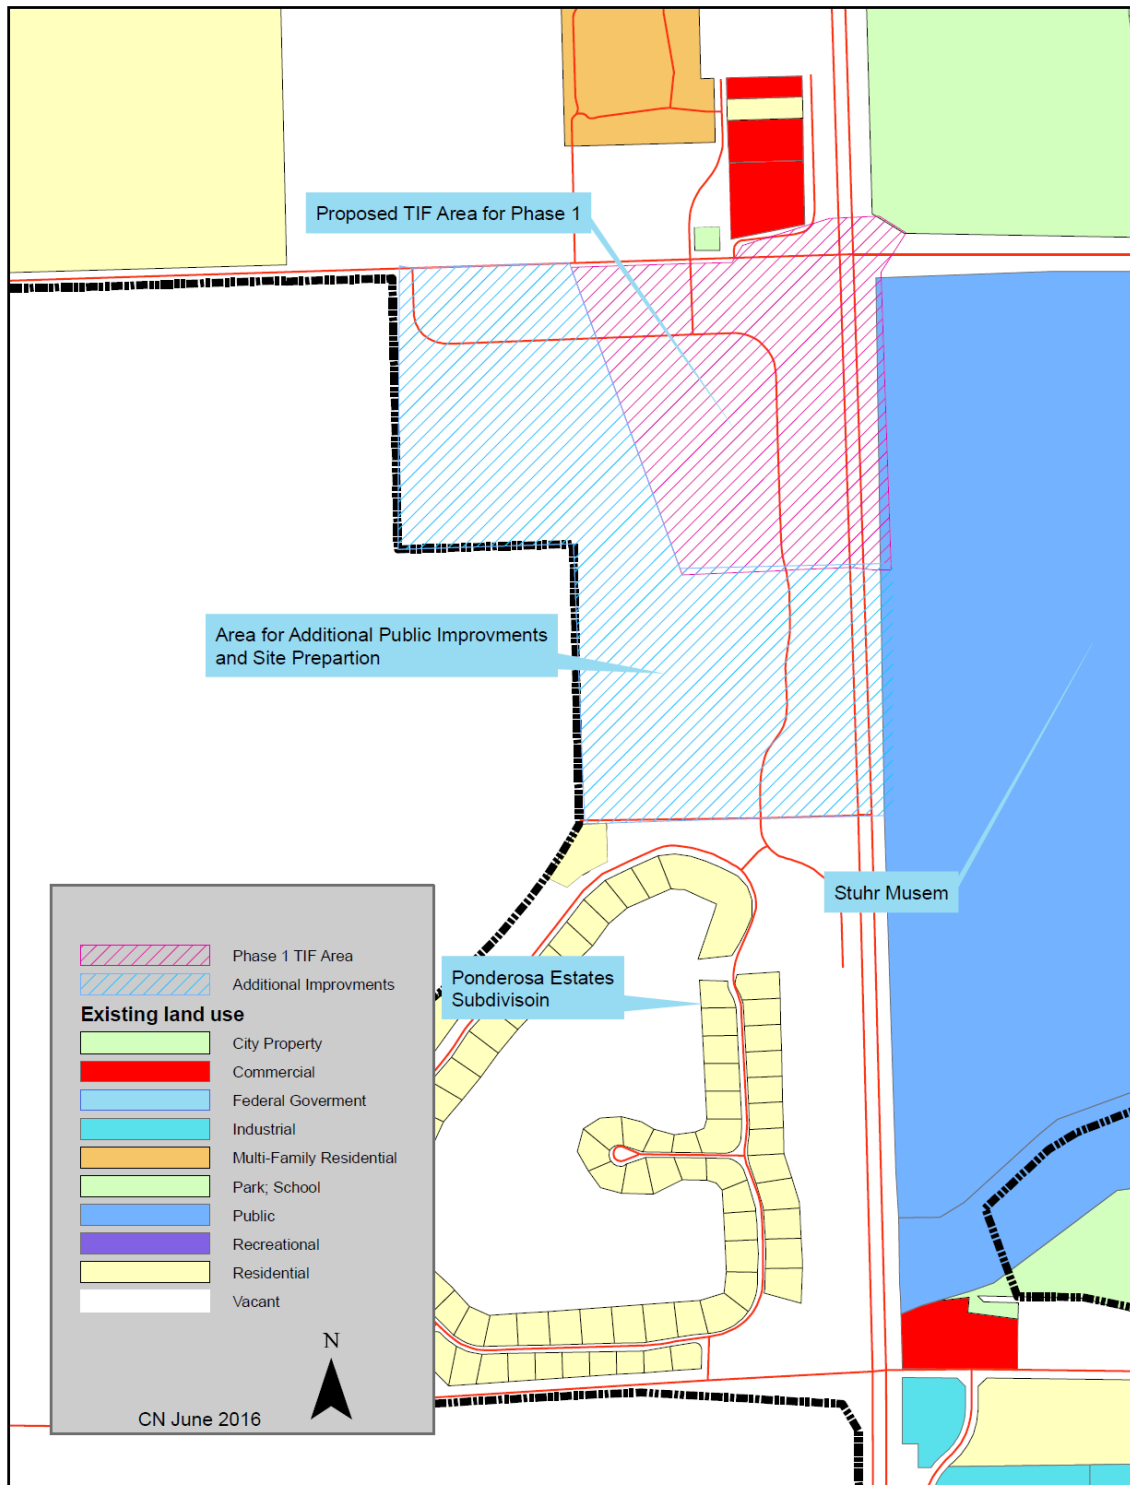 Proposed TIF Area for Phase 1
Area for Additional Public Improvments
and Site Prepartion
Stuhr Musem
Ponderosa Estates
Subdivisoin
Phase 1 TIF Area
Additional Improvments
Existing land use
City Property
Commercial
Federal Goverment
Industrial
Multi-Family Residential
Park; School
Public
Recreational
Residential
Vacant
N
CN June 2016